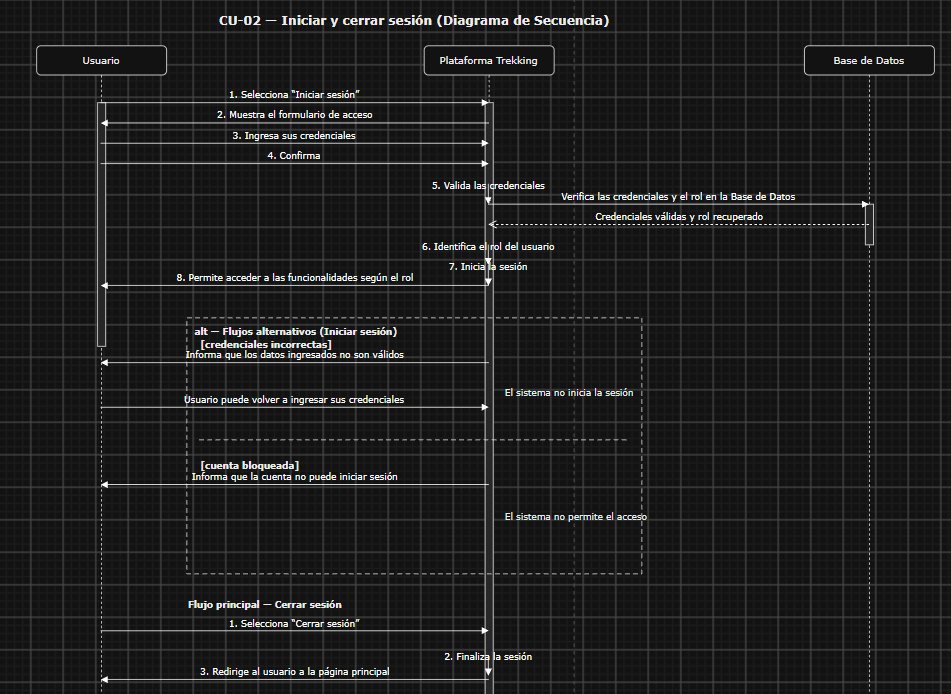 CU-02 — Iniciar y cerrar sesión (Diagrama de Secuencia)
Usuario
Plataforma Trekking
Base de Datos
1. Selecciona “Iniciar sesión”
2. Muestra el formulario de acceso
3. Ingresa sus credenciales
4. Confirma
5. Valida las credenciales
Verifica las credenciales y el rol en la Base de Datos
Credenciales válidas y rol recuperado
6. Identifica el rol del usuario
7. Inicia la sesión
8. Permite acceder a las funcionalidades según el rol
alt — Flujos alternativos (Iniciar sesión)
[credenciales incorrectas]
Informa que los datos ingresados no son válidos
El sistema no inicia la sesión
Usuario puede volver a ingresar sus credenciales
[cuenta bloqueada]
Informa que la cuenta no puede iniciar sesión
El sistema no permite el acceso
Flujo principal — Cerrar sesión
1. Selecciona “Cerrar sesión”
2. Finaliza la sesión
3. Redirige al usuario a la página principal